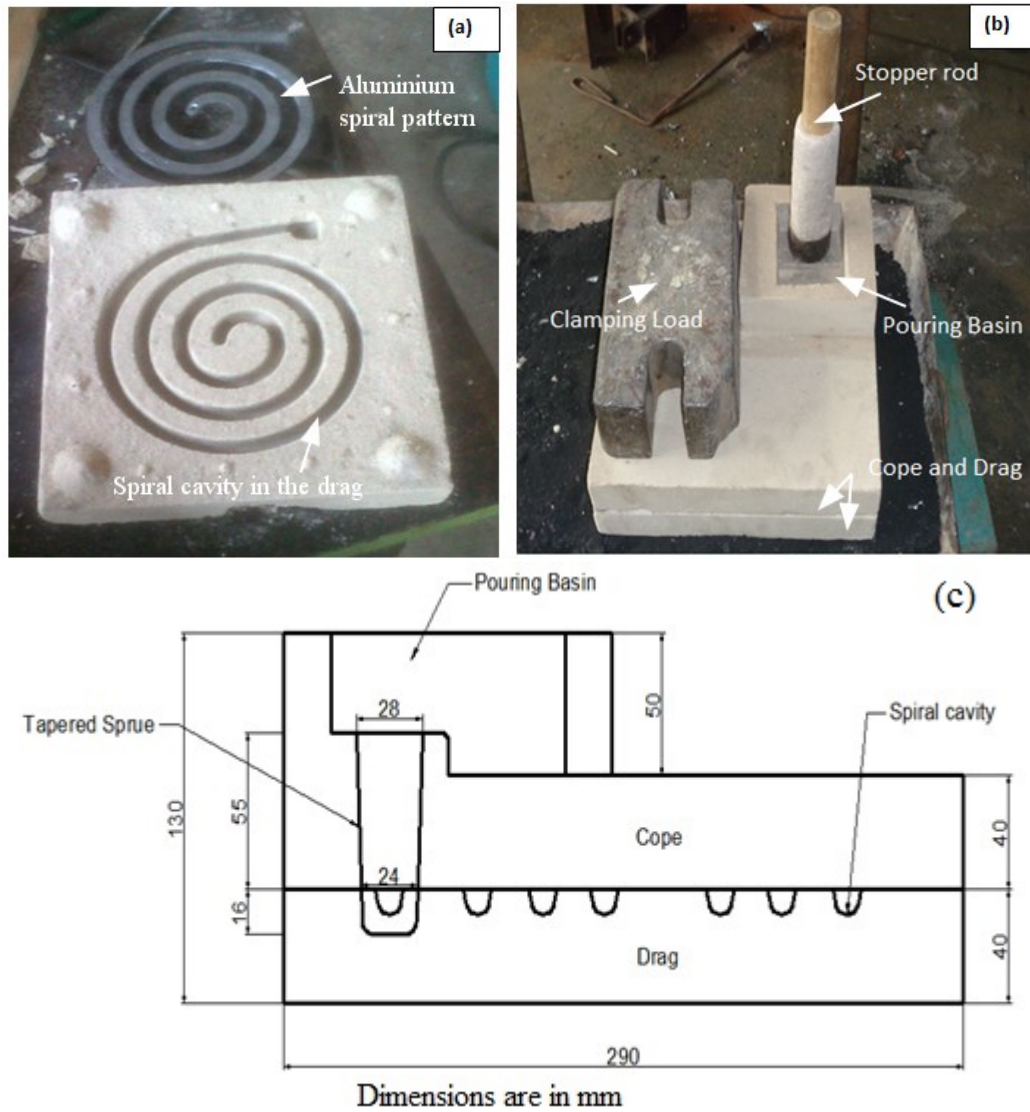 (a)
Aluminium
spiral pattern
Spiral cavity in the drag
(b)
Stopper rod
Clamping Load
Pouring Basin
Cope and Drag
(c)
Pouring Basin
28
Tapered Sprue
50
Spiral cavity
130
55
Cope
40
24
16
Drag
40
290
Dimensions are in mm